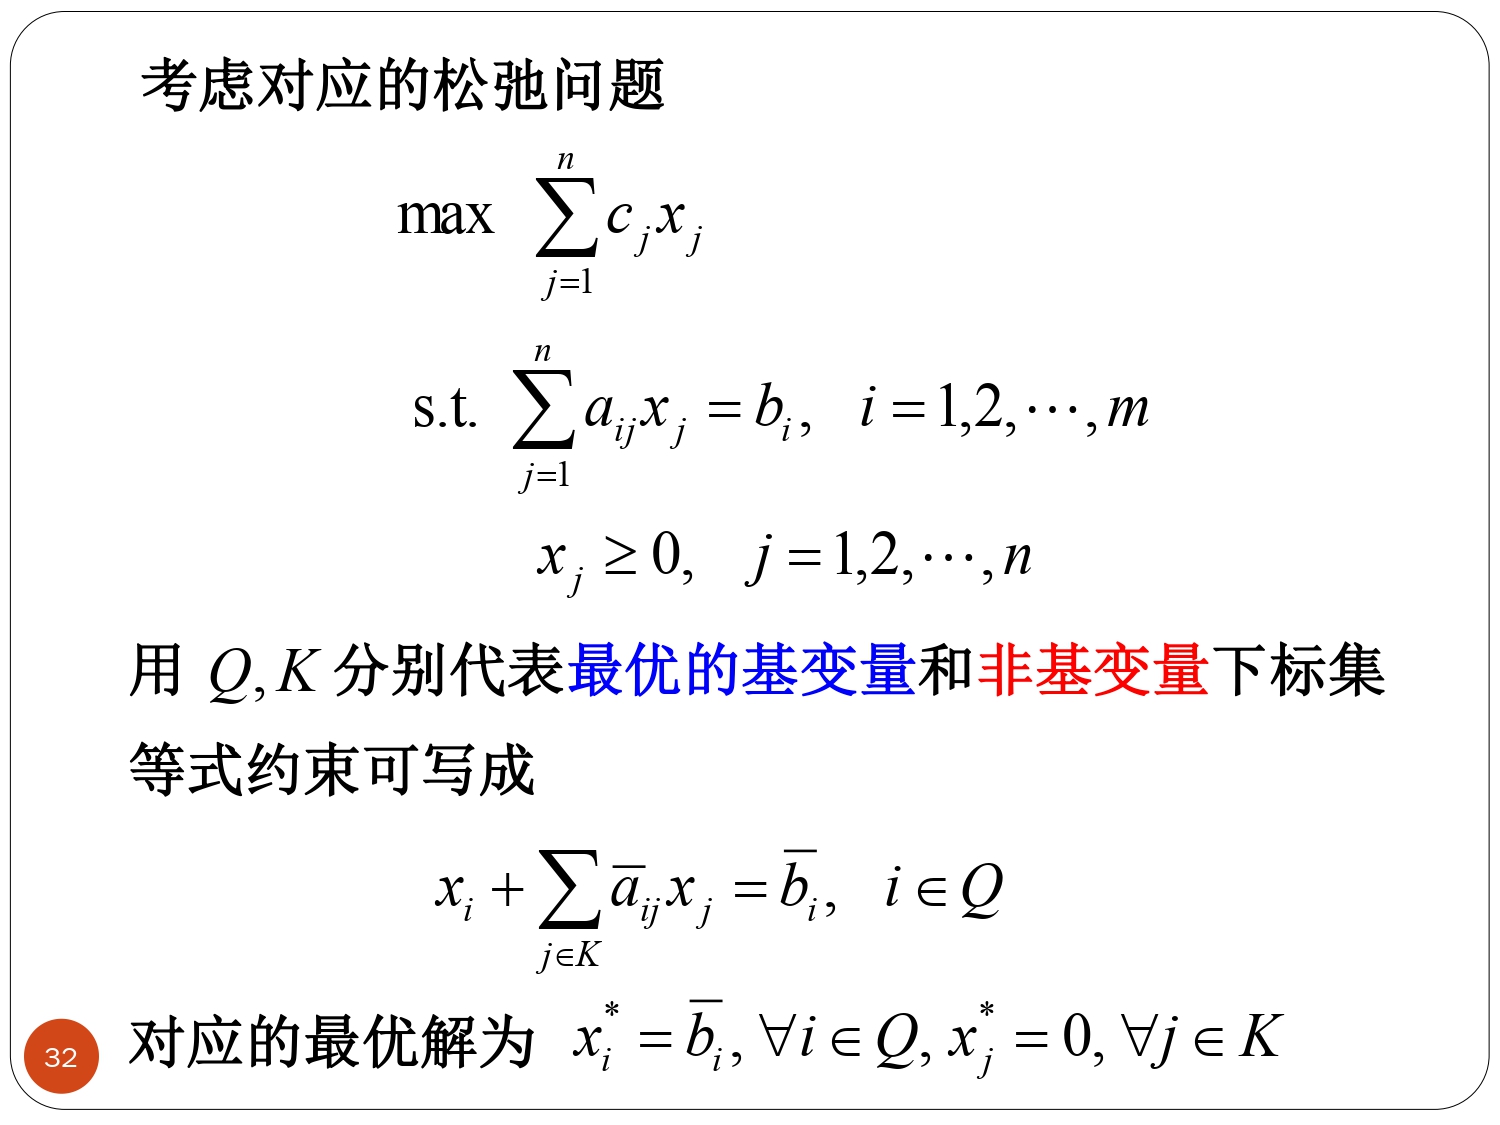 考虑对应的松弛问题
max $\sum_{j=1}^{n} c_j x_j$
s.t. $\sum_{j=1}^{n} a_{ij} x_j = b_i, \quad i = 1,2,\cdots,m$
$x_j \geq 0, \quad j = 1,2,\cdots,n$
用 $Q, K$ 分别代表最优的基变量和非基变量下标集
等式约束可写成
$x_i + \sum_{j \in K} \overline{a}_{ij} x_j = \overline{b}_i, \quad i \in Q$
对应的最优解为 $x_i^* = \overline{b}_i, \forall i \in Q, x_j^* = 0, \forall j \in K$
32